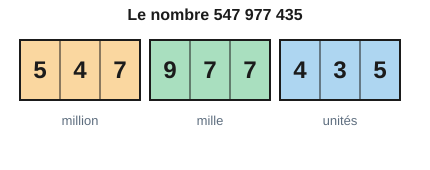 Le nombre 547 977 435
5 4 7 9 7 7 4 3 5
million mille unités